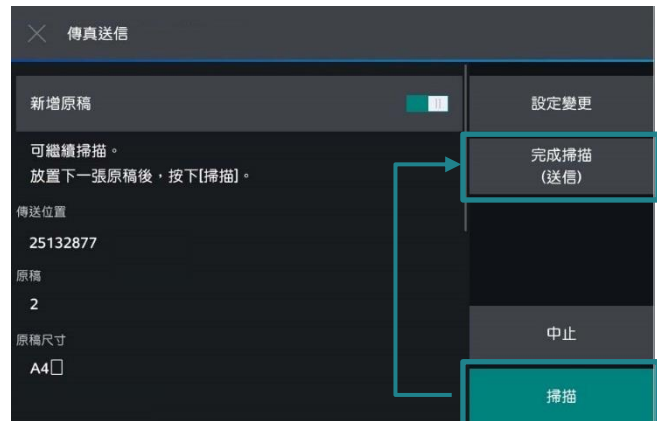 傳真送信
新增原稿
可繼續掃描。
放置下一張原稿後，按下[掃描]。
傳送位置
25132877
原稿
2
原稿尺寸
A4
設定變更
完成掃描
(送信)
中止
掃描